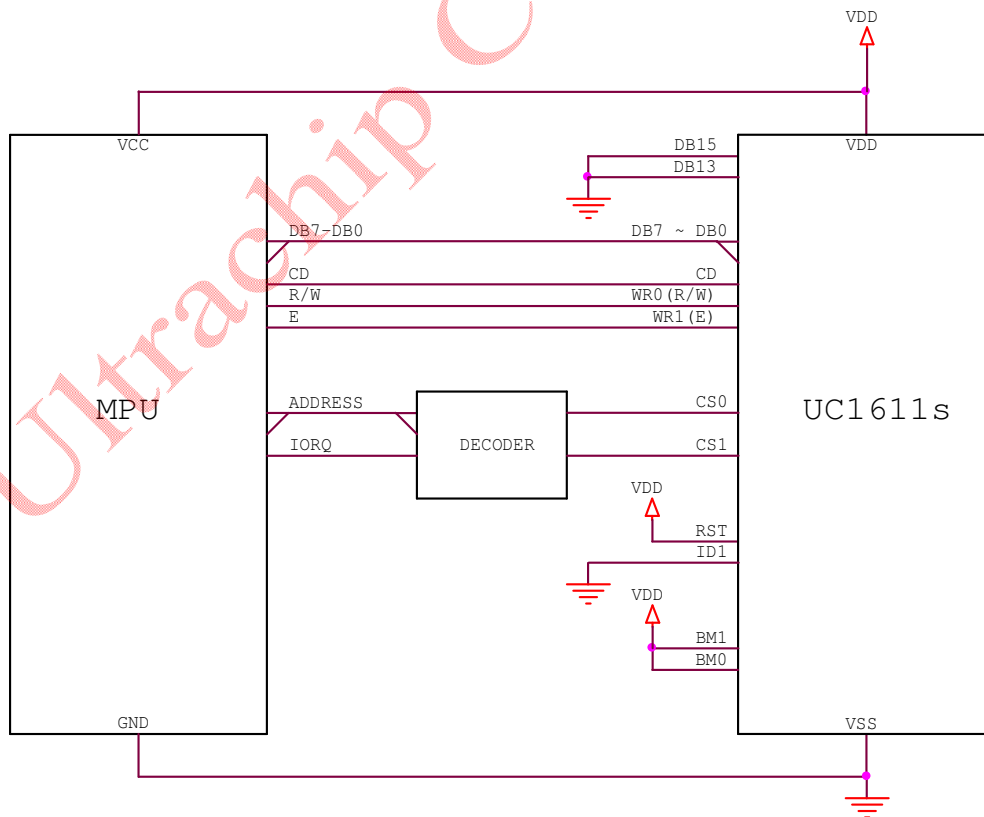 VDD
VCC
VDD
DB15
DB13
DB7-DB0
DB7 ~ DB0
CD
CD
R/W
WR0(R/W)
E
WR1(E)
MPU
UC1611s
ADDRESS
CS0
IORQ
DECODER
CS1
VDD
RST
ID1
VDD
BM1
BM0
GND
VSS
Ultrachip C